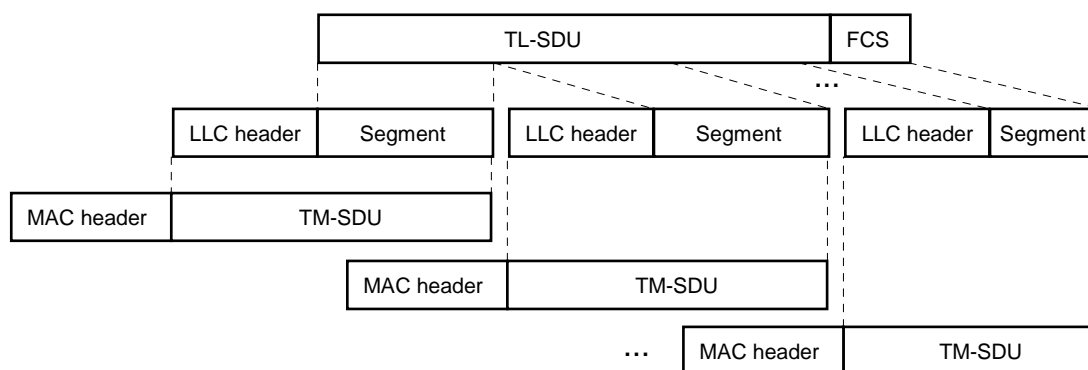 TL-SDU FCS
...
LLC header Segment LLC header Segment LLC header Segment
MAC header TM-SDU
MAC header TM-SDU
... MAC header TM-SDU